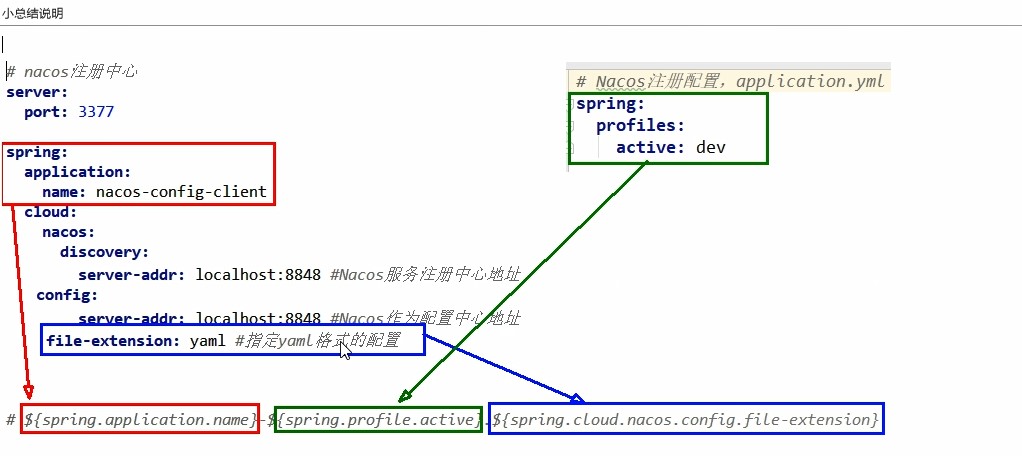 小总结说明
# nacos注册中心
server:
port: 3377
spring:
application:
name: nacos-config-client
cloud:
nacos:
discovery:
server-addr: localhost:8848 #Nacos服务注册中心地址
config:
server-addr: localhost:8848 #Nacos作为配置中心地址
file-extension: yaml #指定yaml格式的配置
# Nacos注册配置，application.yml
spring:
profiles:
active: dev
# ${spring.application.name}-${spring.profile.active}.${spring.cloud.nacos.config.file-extension}